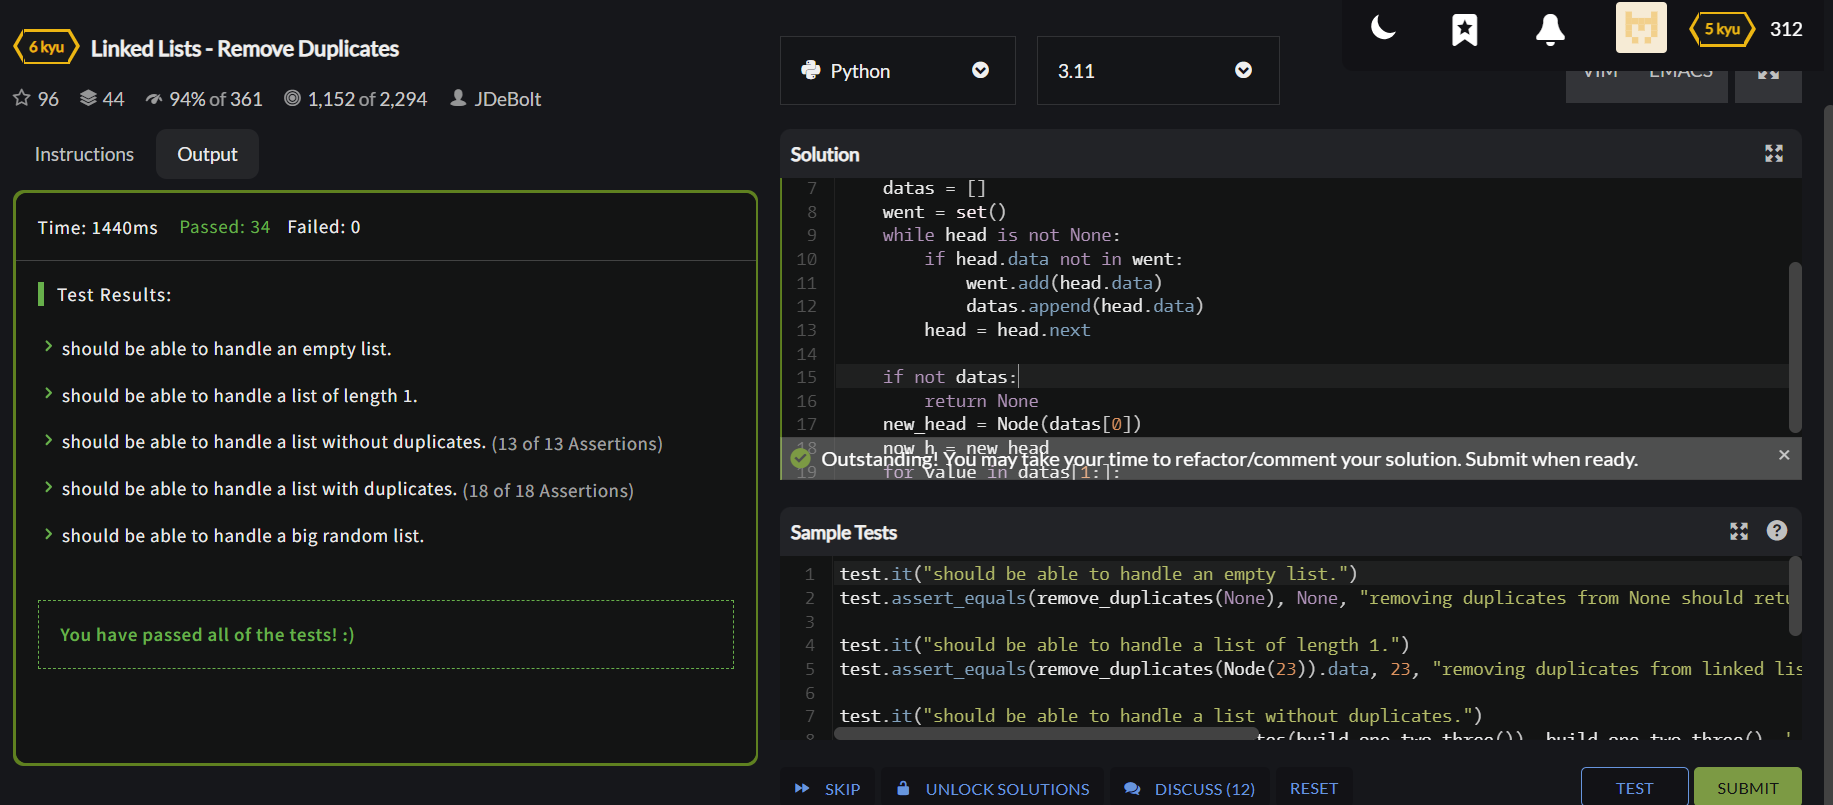 6 kyu Linked Lists - Remove Duplicates
96 44 94% of 361 1,152 of 2,294 JDeBolt
Instructions Output
Time: 1440ms Passed: 34 Failed: 0
Test Results:
should be able to handle an empty list.
should be able to handle a list of length 1.
should be able to handle a list without duplicates. (13 of 13 Assertions)
should be able to handle a list with duplicates. (18 of 18 Assertions)
should be able to handle a big random list.
You have passed all of the tests! :)
5 kyu 312
Python 3.11
VIM EMACS
Solution
7 datas = []
8 went = set()
9 while head is not None:
10 if head.data not in went:
11 went.add(head.data)
12 datas.append(head.data)
13 head = head.next
14
15 if not datas:
16 return None
17 new_head = Node(datas[0])
18 now_h = new_head
Outstanding! You may take your time to refactor/comment your solution. Submit when ready.
19 for value in datas[1:]:
Sample Tests
1 test.it("should be able to handle an empty list.")
2 test.assert_equals(remove_duplicates(None), None, "removing duplicates from None should retu
3
4 test.it("should be able to handle a list of length 1.")
5 test.assert_equals(remove_duplicates(Node(23)).data, 23, "removing duplicates from linked lis
6
7 test.it("should be able to handle a list without duplicates.")
8 tes(build_one_two_three()), build_one_two_three(), '
SKIP UNLOCK SOLUTIONS DISCUSS (12) RESET TEST SUBMIT